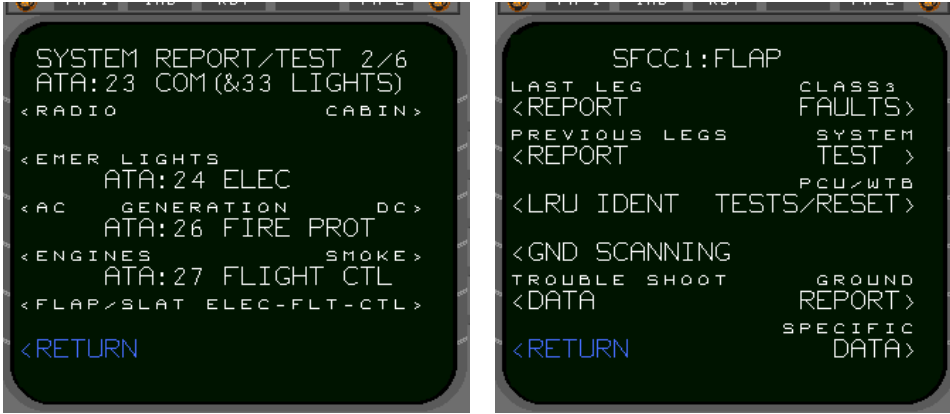 SYSTEM REPORT/TEST 2/6
ATA:23 COM(&33 LIGHTS)
<RADIO CABIN>
<EMER LIGHTS
ATA:24 ELEC
<AC GENERATION DC>
ATA:26 FIRE PROT
<ENGINES SMOKE>
ATA:27 FLIGHT CTL
<FLAP/SLAT ELEC-FLT-CTL>
<RETURN
SFCC1:FLAP
LAST LEG CLASS3
<REPORT FAULTS>
PREVIOUS LEGS SYSTEM
<REPORT TEST >
PCU/WTB
<LRU IDENT TESTS/RESET>
<GND SCANNING
TROUBLE SHOOT GROUND
<DATA REPORT>
SPECIFIC
<RETURN DATA>